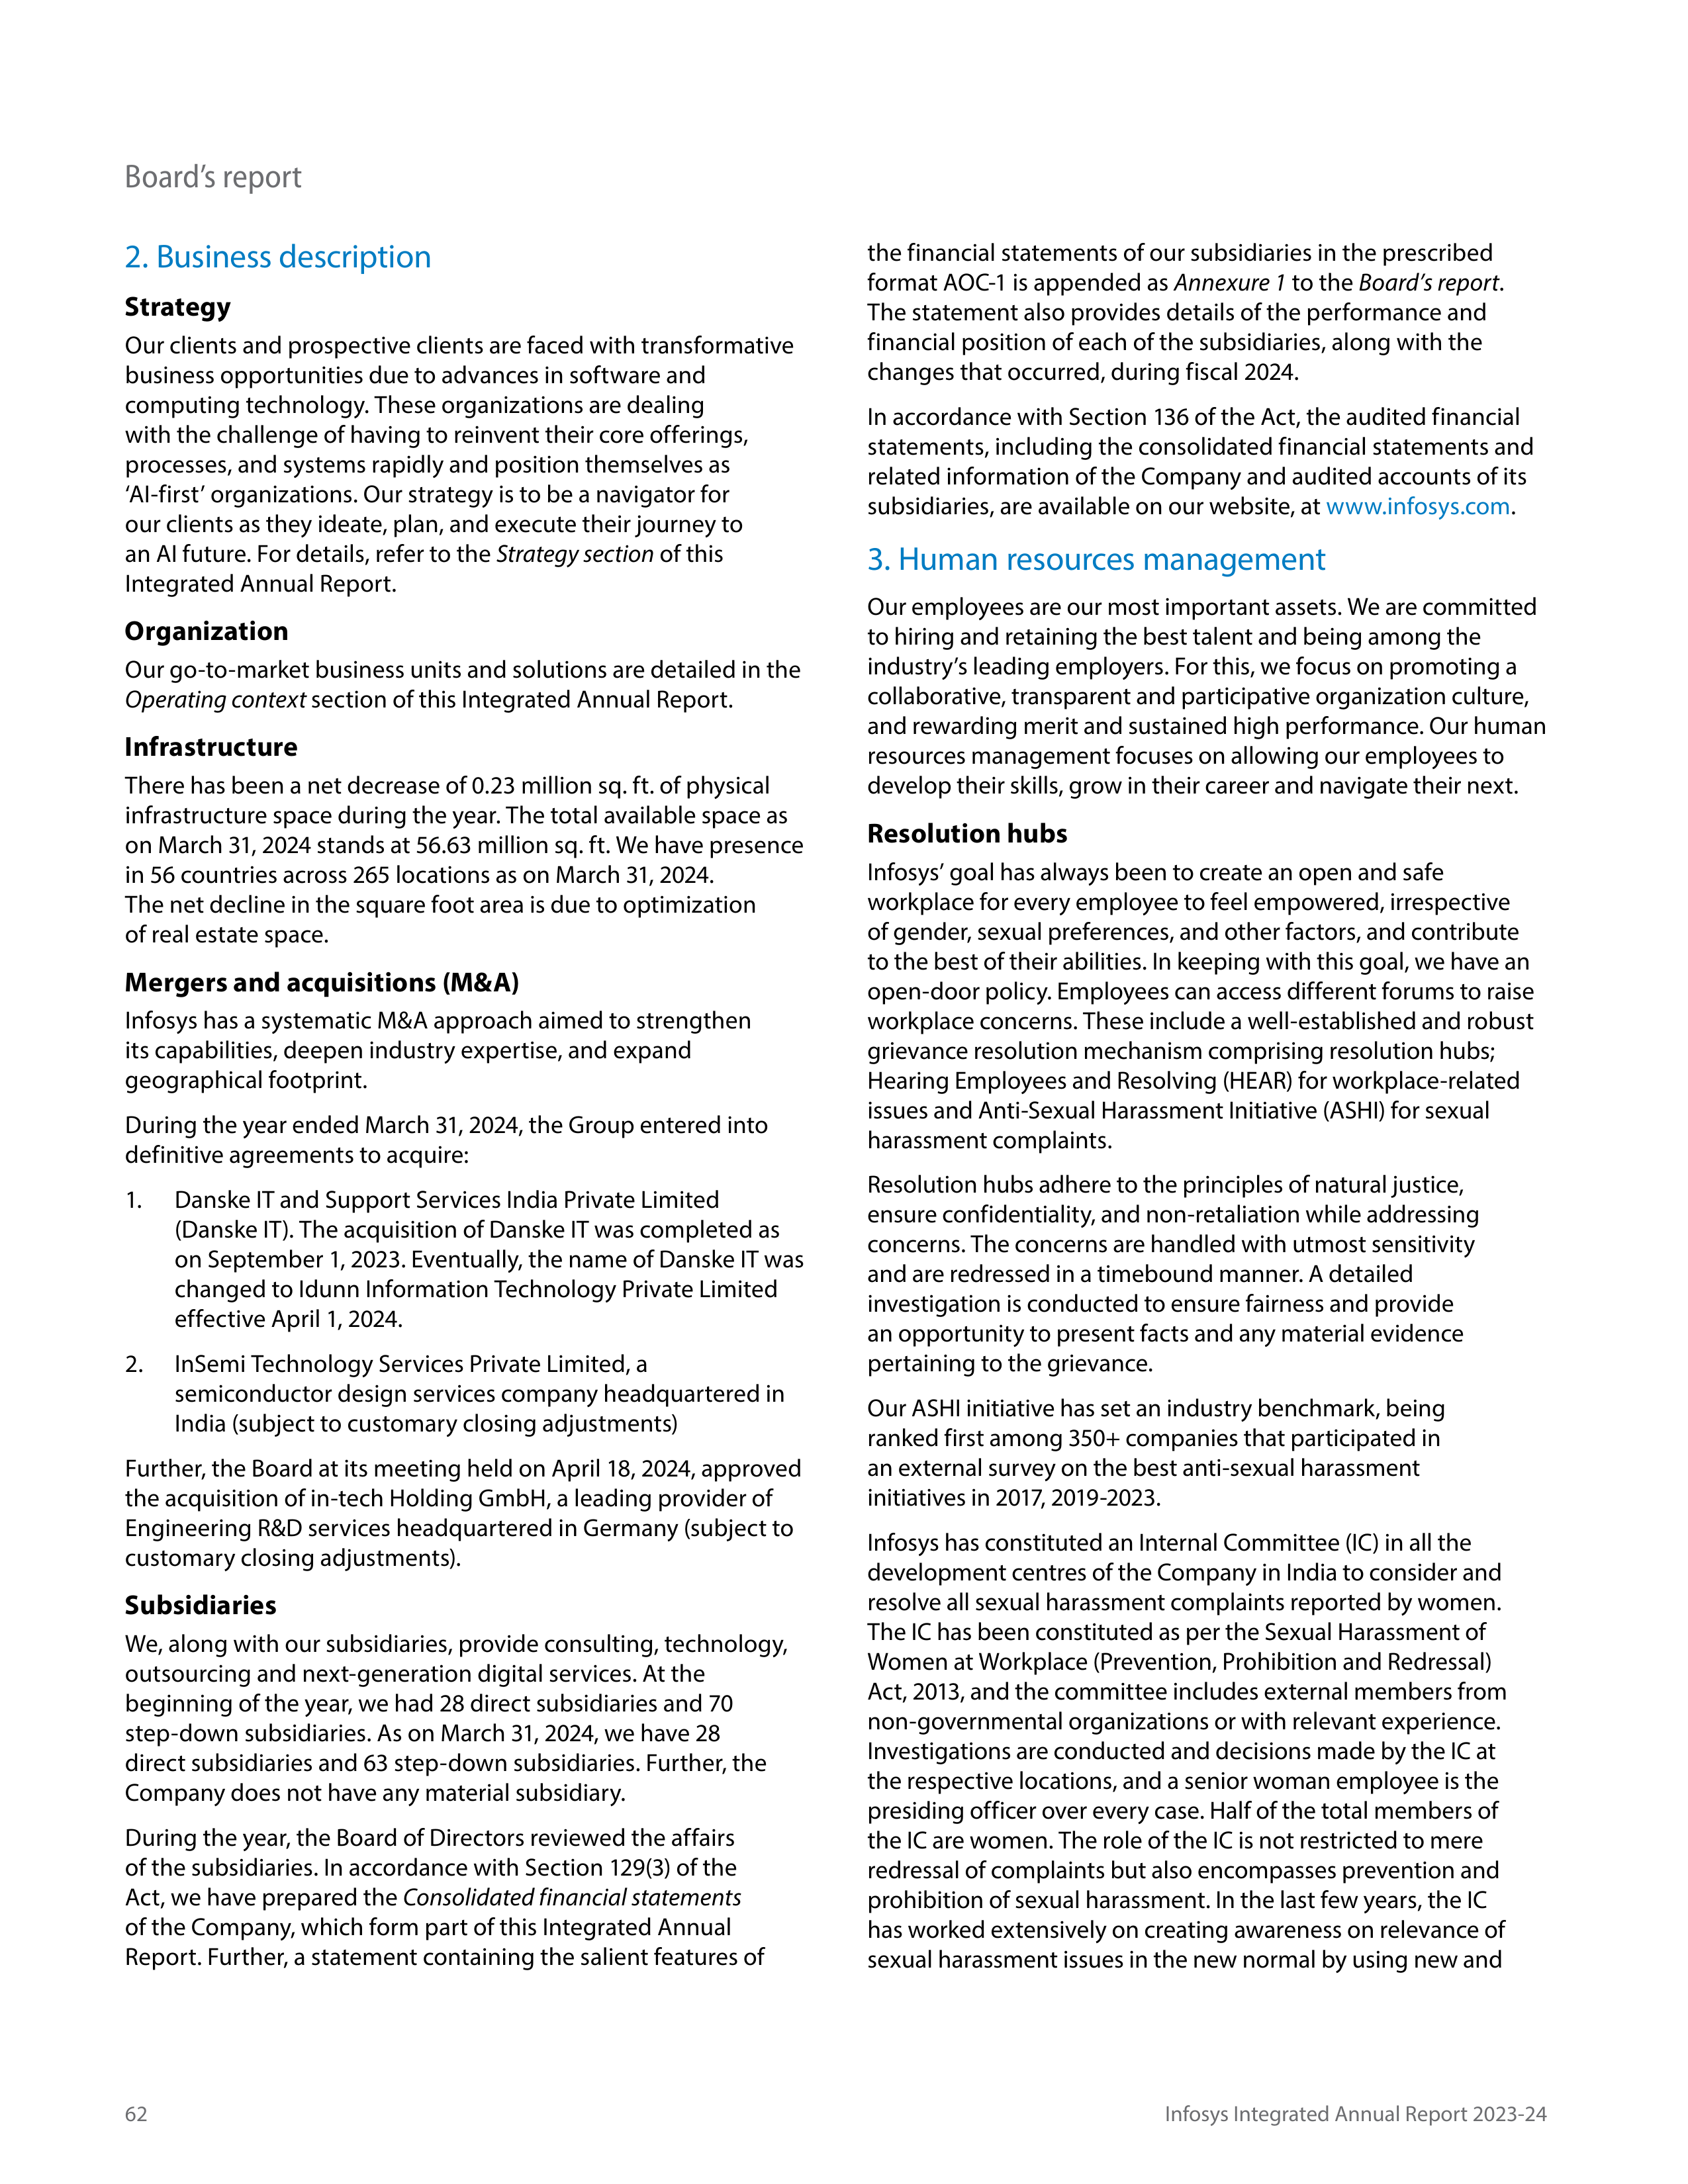 Board’s report
2. Business description
Strategy
Our clients and prospective clients are faced with transformative
business opportunities due to advances in software and
computing technology. These organizations are dealing
with the challenge of having to reinvent their core offerings,
processes, and systems rapidly and position themselves as
‘AI-first’ organizations. Our strategy is to be a navigator for
our clients as they ideate, plan, and execute their journey to
an AI future. For details, refer to the Strategy section of this
Integrated Annual Report.
Organization
Our go-to-market business units and solutions are detailed in the
Operating context section of this Integrated Annual Report.
Infrastructure
There has been a net decrease of 0.23 million sq. ft. of physical
infrastructure space during the year. The total available space as
on March 31, 2024 stands at 56.63 million sq. ft. We have presence
in 56 countries across 265 locations as on March 31, 2024.
The net decline in the square foot area is due to optimization
of real estate space.
Mergers and acquisitions (M&A)
Infosys has a systematic M&A approach aimed to strengthen
its capabilities, deepen industry expertise, and expand
geographical footprint.
During the year ended March 31, 2024, the Group entered into
definitive agreements to acquire:
1. Danske IT and Support Services India Private Limited
(Danske IT). The acquisition of Danske IT was completed as
on September 1, 2023. Eventually, the name of Danske IT was
changed to Idunn Information Technology Private Limited
effective April 1, 2024.
2. InSemi Technology Services Private Limited, a
semiconductor design services company headquartered in
India (subject to customary closing adjustments)
Further, the Board at its meeting held on April 18, 2024, approved
the acquisition of in-tech Holding GmbH, a leading provider of
Engineering R&D services headquartered in Germany (subject to
customary closing adjustments).
Subsidiaries
We, along with our subsidiaries, provide consulting, technology,
outsourcing and next-generation digital services. At the
beginning of the year, we had 28 direct subsidiaries and 70
step-down subsidiaries. As on March 31, 2024, we have 28
direct subsidiaries and 63 step-down subsidiaries. Further, the
Company does not have any material subsidiary.
During the year, the Board of Directors reviewed the affairs
of the subsidiaries. In accordance with Section 129(3) of the
Act, we have prepared the Consolidated financial statements
of the Company, which form part of this Integrated Annual
Report. Further, a statement containing the salient features of
the financial statements of our subsidiaries in the prescribed
format AOC-1 is appended as Annexure 1 to the Board’s report.
The statement also provides details of the performance and
financial position of each of the subsidiaries, along with the
changes that occurred, during fiscal 2024.
In accordance with Section 136 of the Act, the audited financial
statements, including the consolidated financial statements and
related information of the Company and audited accounts of its
subsidiaries, are available on our website, at www.infosys.com.
3. Human resources management
Our employees are our most important assets. We are committed
to hiring and retaining the best talent and being among the
industry’s leading employers. For this, we focus on promoting a
collaborative, transparent and participative organization culture,
and rewarding merit and sustained high performance. Our human
resources management focuses on allowing our employees to
develop their skills, grow in their career and navigate their next.
Resolution hubs
Infosys’ goal has always been to create an open and safe
workplace for every employee to feel empowered, irrespective
of gender, sexual preferences, and other factors, and contribute
to the best of their abilities. In keeping with this goal, we have an
open-door policy. Employees can access different forums to raise
workplace concerns. These include a well-established and robust
grievance resolution mechanism comprising resolution hubs;
Hearing Employees and Resolving (HEAR) for workplace-related
issues and Anti-Sexual Harassment Initiative (ASHI) for sexual
harassment complaints.
Resolution hubs adhere to the principles of natural justice,
ensure confidentiality, and non-retaliation while addressing
concerns. The concerns are handled with utmost sensitivity
and are redressed in a timebound manner. A detailed
investigation is conducted to ensure fairness and provide
an opportunity to present facts and any material evidence
pertaining to the grievance.
Our ASHI initiative has set an industry benchmark, being
ranked first among 350+ companies that participated in
an external survey on the best anti-sexual harassment
initiatives in 2017, 2019-2023.
Infosys has constituted an Internal Committee (IC) in all the
development centres of the Company in India to consider and
resolve all sexual harassment complaints reported by women.
The IC has been constituted as per the Sexual Harassment of
Women at Workplace (Prevention, Prohibition and Redressal)
Act, 2013, and the committee includes external members from
non-governmental organizations or with relevant experience.
Investigations are conducted and decisions made by the IC at
the respective locations, and a senior woman employee is the
presiding officer over every case. Half of the total members of
the IC are women. The role of the IC is not restricted to mere
redressal of complaints but also encompasses prevention and
prohibition of sexual harassment. In the last few years, the IC
has worked extensively on creating awareness on relevance of
sexual harassment issues in the new normal by using new and
62
Infosys Integrated Annual Report 2023-24